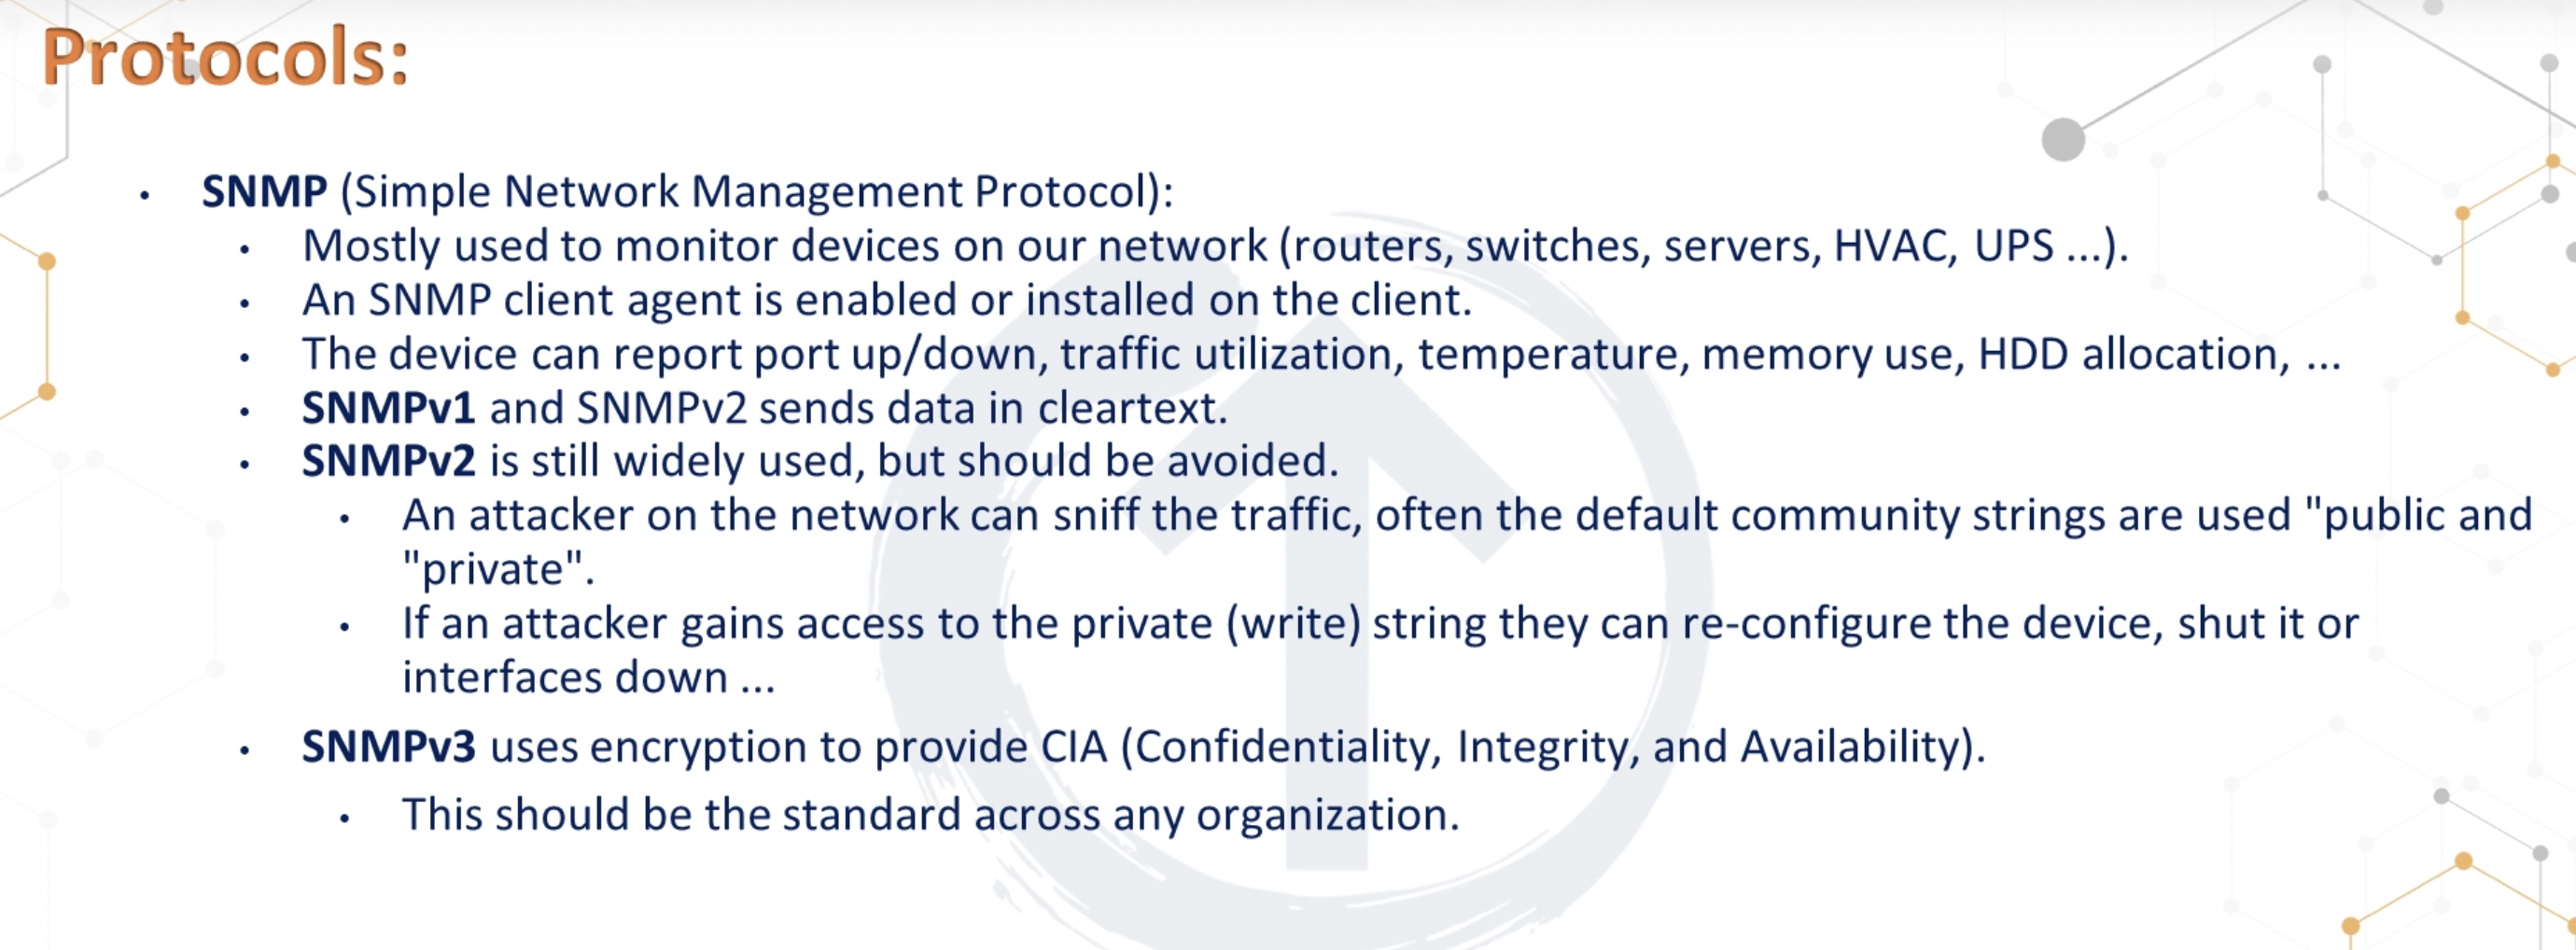 Protocols:
• SNMP (Simple Network Management Protocol):
• Mostly used to monitor devices on our network (routers, switches, servers, HVAC, UPS ...).
• An SNMP client agent is enabled or installed on the client.
• The device can report port up/down, traffic utilization, temperature, memory use, HDD allocation, ...
• SNMPv1 and SNMPv2 sends data in cleartext.
• SNMPv2 is still widely used, but should be avoided.
• An attacker on the network can sniff the traffic, often the default community strings are used "public and
"private".
• If an attacker gains access to the private (write) string they can re-configure the device, shut it or
interfaces down ...
• SNMPv3 uses encryption to provide CIA (Confidentiality, Integrity, and Availability).
• This should be the standard across any organization.